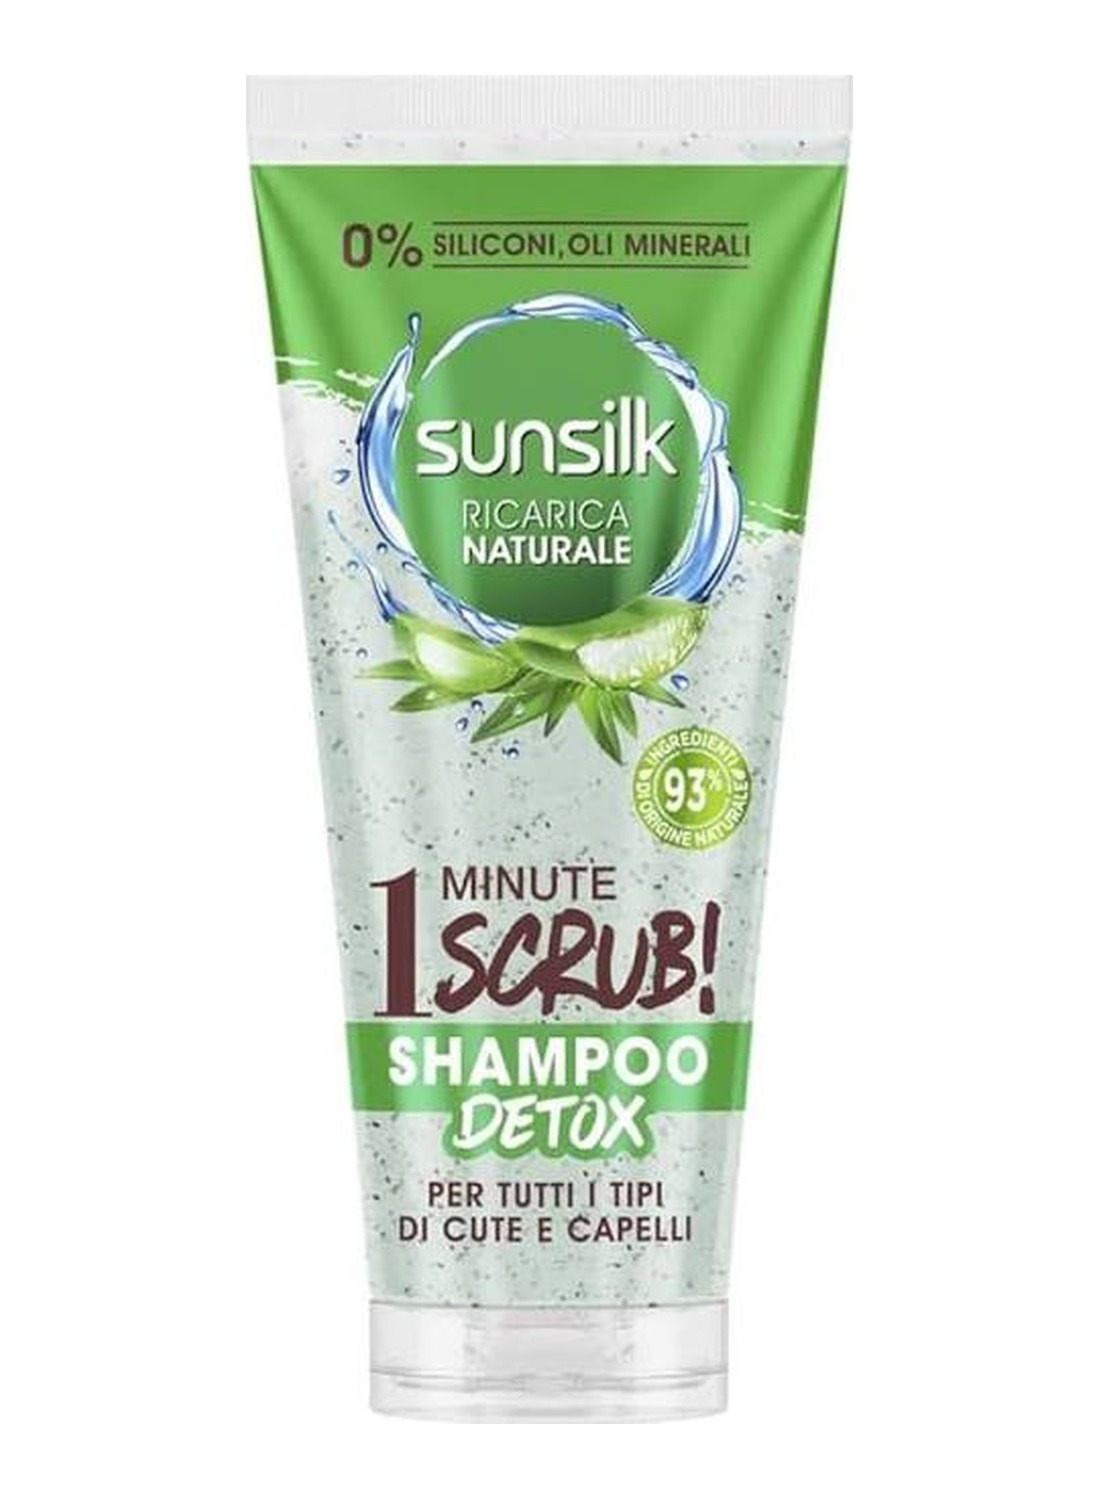 0% SILICONI, OLI MINERALI
sunsilk
RICARICA
NATURALE
INGREDIENTI
93%
DI ORIGINE NATURALE
1 MINUTE
SCRUB!
SHAMPOO
DETOX
PER TUTTI I TIPI
DI CUTE E CAPELLI